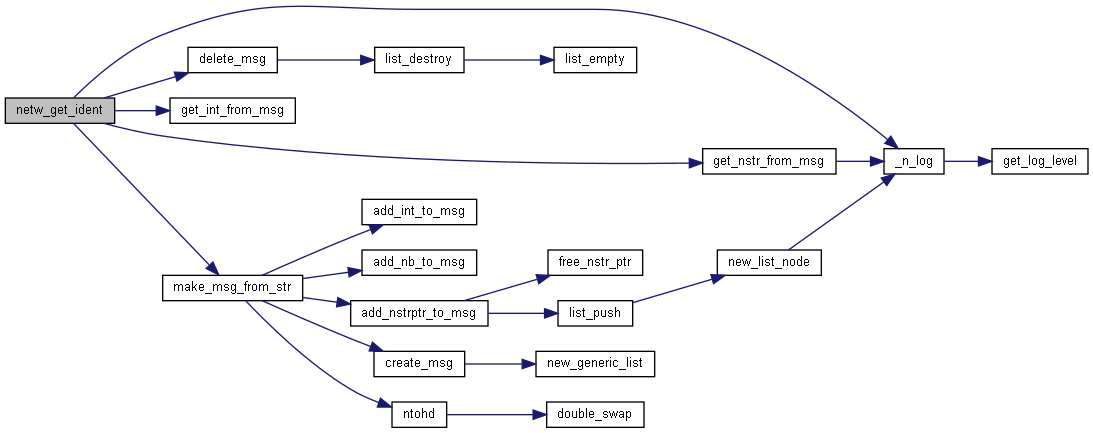 delete_msg
list_destroy
list_empty
netw_get_ident
get_int_from_msg
get_nstr_from_msg
_n_log
get_log_level
add_int_to_msg
add_nb_to_msg
free_nstr_ptr
new_list_node
make_msg_from_str
add_nstrptr_to_msg
list_push
create_msg
new_generic_list
ntohd
double_swap